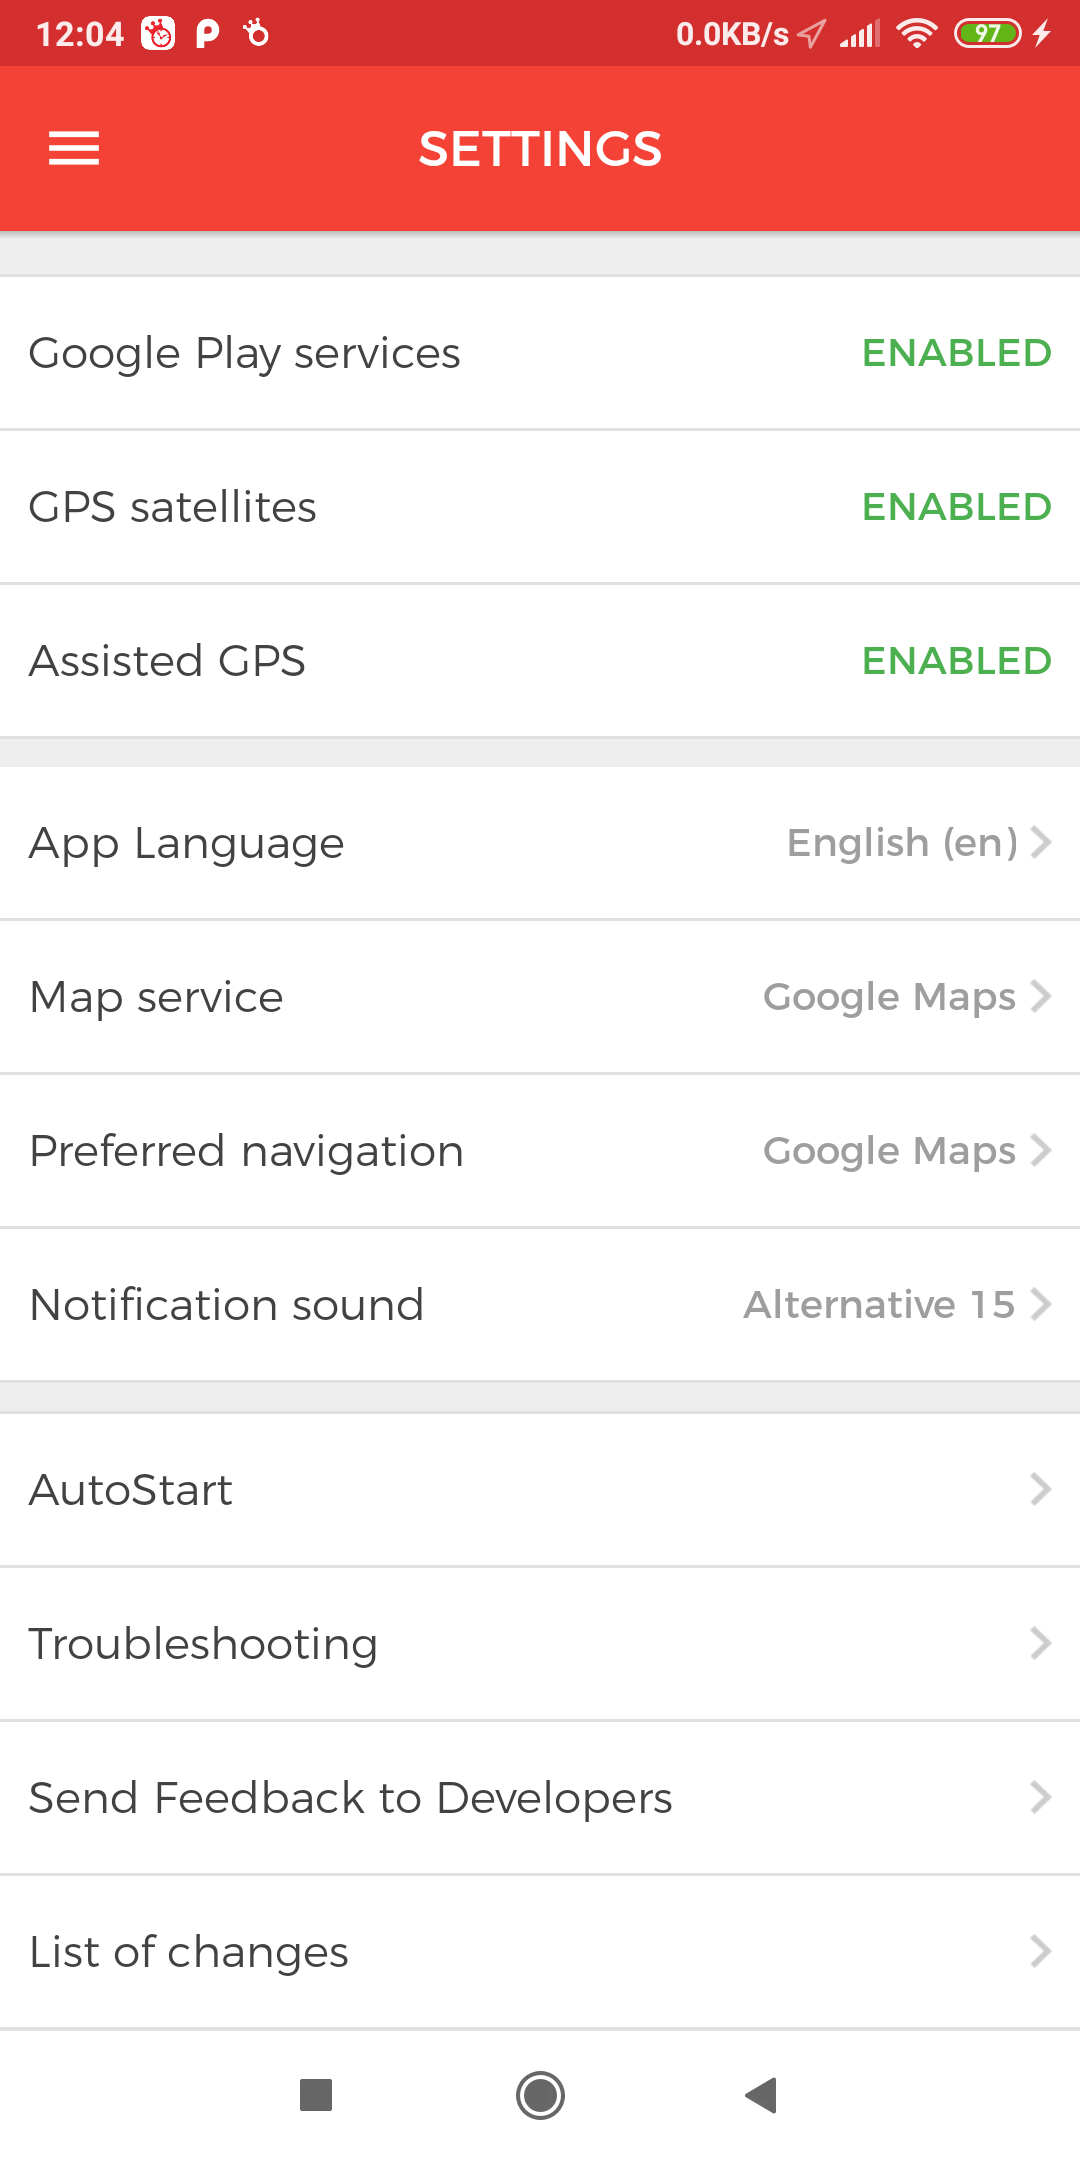 12:04 0.0KB/s 97
SETTINGS
Google Play services ENABLED
GPS satellites ENABLED
Assisted GPS ENABLED
App Language English (en)
Map service Google Maps
Preferred navigation Google Maps
Notification sound Alternative 15
AutoStart
Troubleshooting
Send Feedback to Developers
List of changes